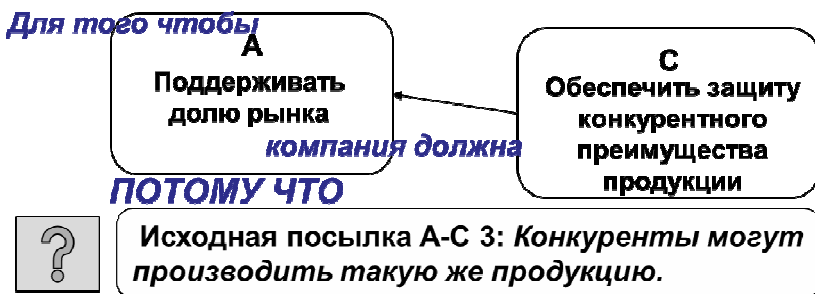 Для того чтобы
А
Поддерживать
долю рынка
С
Обеспечить защиту
конкурентного
преимущества
продукции
компания должна
ПОТОМУ ЧТО
?
Исходная посылка А-С 3: Конкуренты могут
производить такую же продукцию.